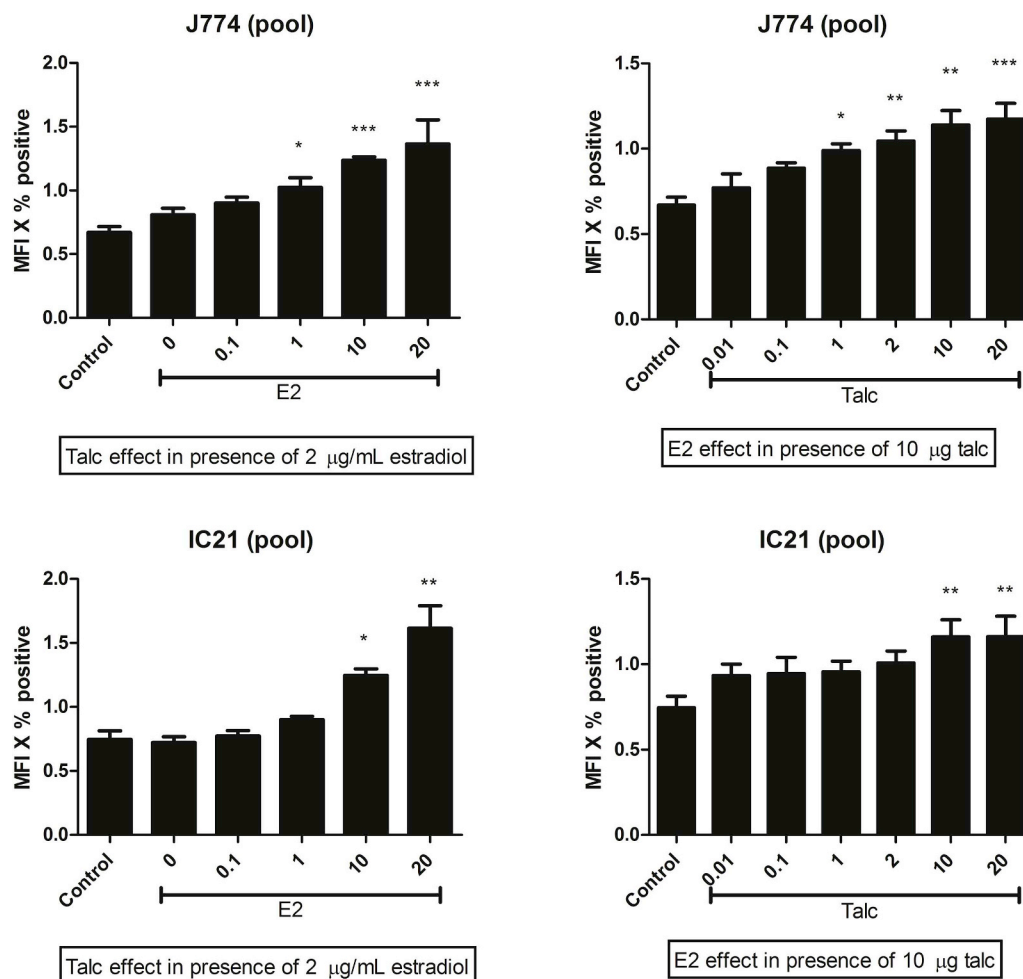 J774 (pool)
MFI X % positive
2.0
1.5
1.0
0.5
0.0
*
***
***
Control
0
0.1
1
10
20
E2
Talc effect in presence of 2 μg/mL estradiol
J774 (pool)
MFI X % positive
1.5
1.0
0.5
0.0
*
**
**
***
Control
0.01
0.1
1
2
10
20
Talc
E2 effect in presence of 10 μg talc
IC21 (pool)
MFI X % positive
2.0
1.5
1.0
0.5
0.0
*
**
Control
0
0.1
1
10
20
E2
Talc effect in presence of 2 μg/mL estradiol
IC21 (pool)
MFI X % positive
1.5
1.0
0.5
0.0
**
**
Control
0.01
0.1
1
2
10
20
Talc
E2 effect in presence of 10 μg talc